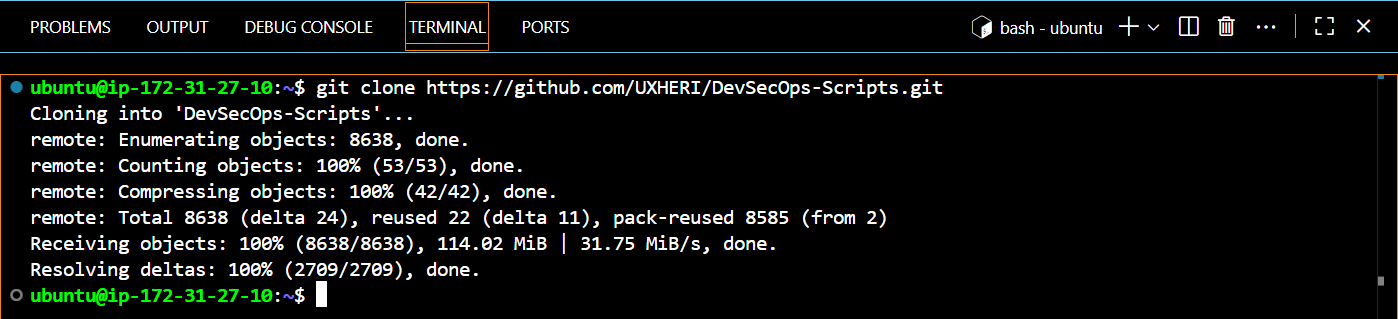 PROBLEMS OUTPUT DEBUG CONSOLE TERMINAL PORTS bash - ubuntu
ubuntu@ip-172-31-27-10:~$ git clone https://github.com/UXHERI/DevSecOps-Scripts.git
Cloning into 'DevSecOps-Scripts'...
remote: Enumerating objects: 8638, done.
remote: Counting objects: 100% (53/53), done.
remote: Compressing objects: 100% (42/42), done.
remote: Total 8638 (delta 24), reused 22 (delta 11), pack-reused 8585 (from 2)
Receiving objects: 100% (8638/8638), 114.02 MiB | 31.75 MiB/s, done.
Resolving deltas: 100% (2709/2709), done.
ubuntu@ip-172-31-27-10:~$